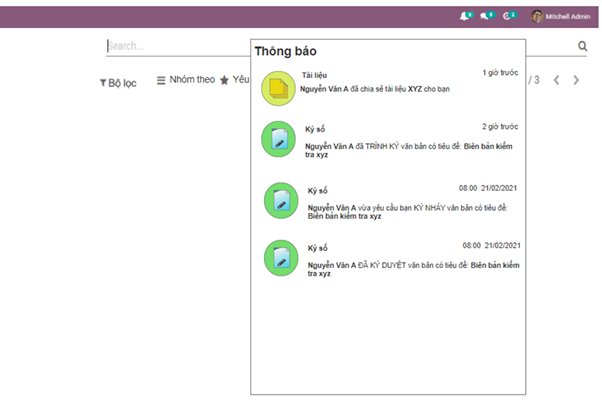 Mitchell Admin
Search...
Thông báo
Bộ lọc
Nhóm theo
Yêu
/ 3
Tài liệu
1 giờ trước
Nguyễn Văn A đã chia sẻ tài liệu XYZ cho bạn
Ký số
2 giờ trước
Nguyễn Văn A đã TRÌNH KÝ văn bản có tiêu đề: Biên bản kiểm
tra xyz
Ký số
08:00 21/02/2021
Nguyễn Văn A vừa yêu cầu bạn KÝ NHÁY văn bản có tiêu đề:
Biên bản kiểm tra xyz
Ký số
08:00 21/02/2021
Nguyễn Văn A ĐÃ KÝ DUYỆT văn bản có tiêu đề: Biên bản kiểm
tra xyz